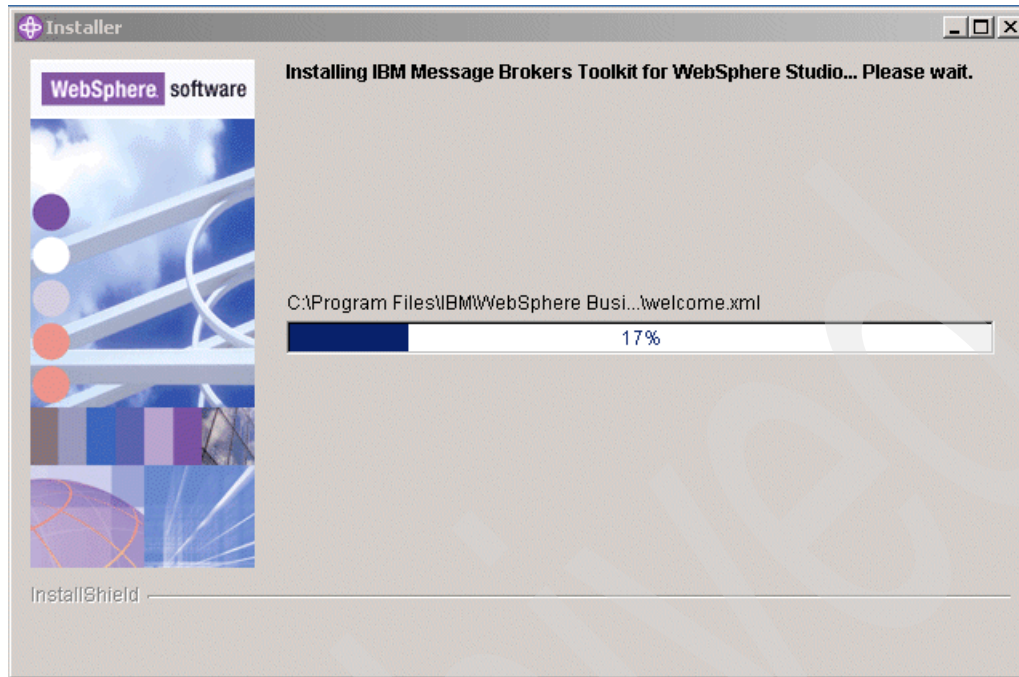 Installer
WebSphere. software
Installing IBM Message Brokers Toolkit for WebSphere Studio... Please wait.
C:\Program Files\IBM\WebSphere Busi...\welcome.xml
17%
InstallShield